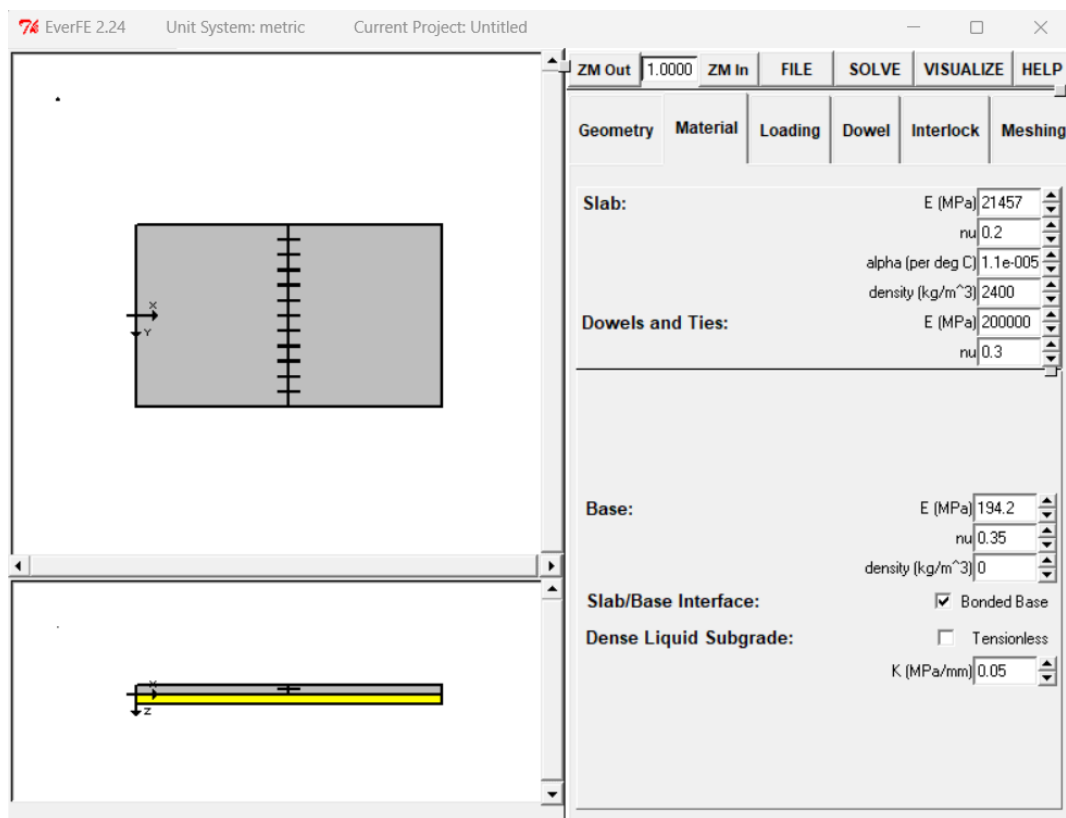 EverFE 2.24 Unit System: metric Current Project: Untitled
ZM Out 1.0000 ZM In FILE SOLVE VISUALIZE HELP
Geometry Material Loading Dowel Interlock Meshing
Slab: E (MPa) 21457
nu 0.2
alpha (per deg C) 1.1e-005
density (kg/m^3) 2400
Dowels and Ties: E (MPa) 200000
nu 0.3
X
Y
Base: E (MPa) 194.2
nu 0.35
density (kg/m^3) 0
Slab/Base Interface: Bonded Base
Dense Liquid Subgrade: Tensionless
K (MPa/mm) 0.05
X
Z